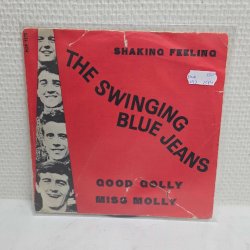 SHAKING FEELING
THE SWINGING
BLUE JEANS
GOOD GOLLY
MISS MOLLY